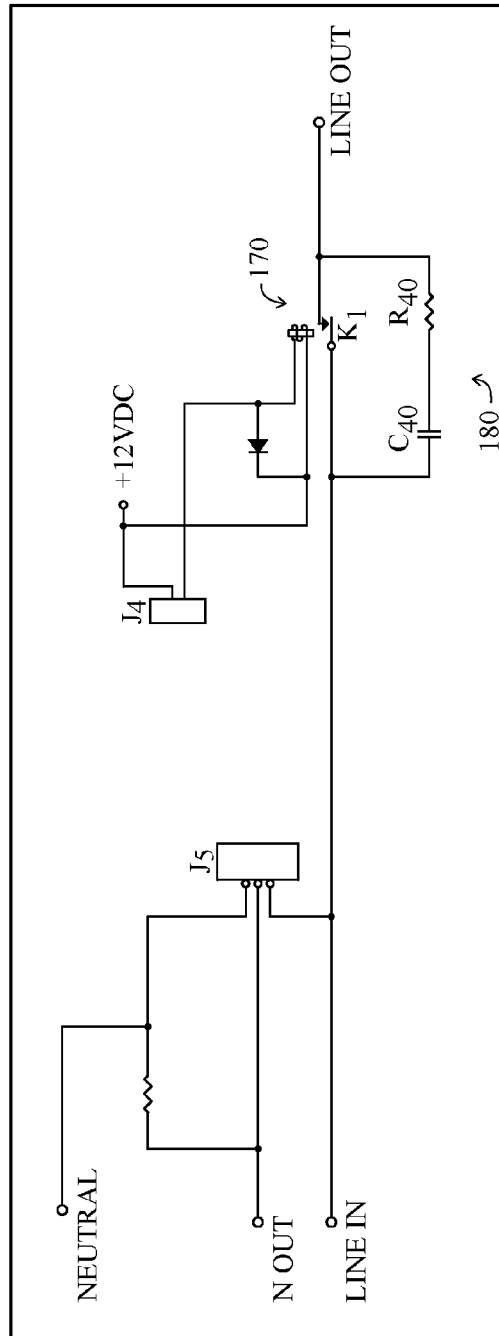 NEUTRAL
N OUT
LINE IN
J5
J4
+12VDC
170
K1
LINE OUT
C40
R40
180